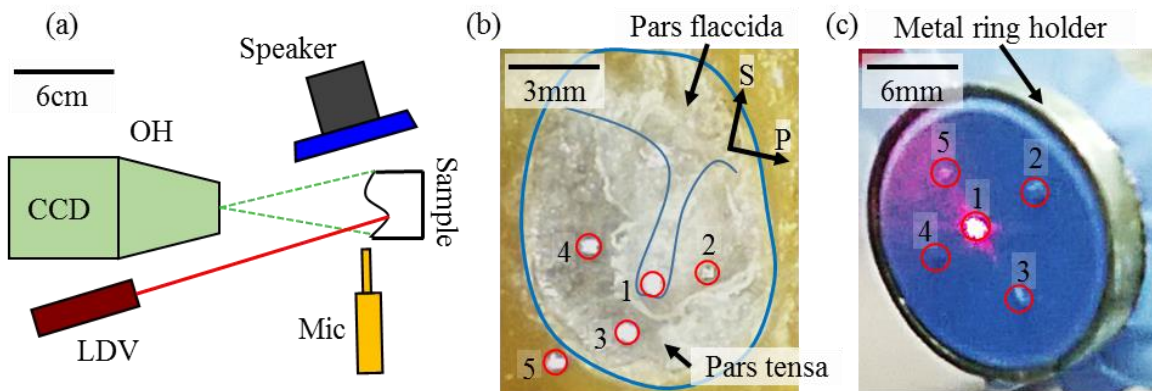 (a)
Speaker
6cm
OH
CCD
Sample
LDV
Mic
(b)
Pars flaccida
3mm
S
P
4
2
1
3
5
Pars tensa
(c)
Metal ring holder
6mm
5
2
1
4
3